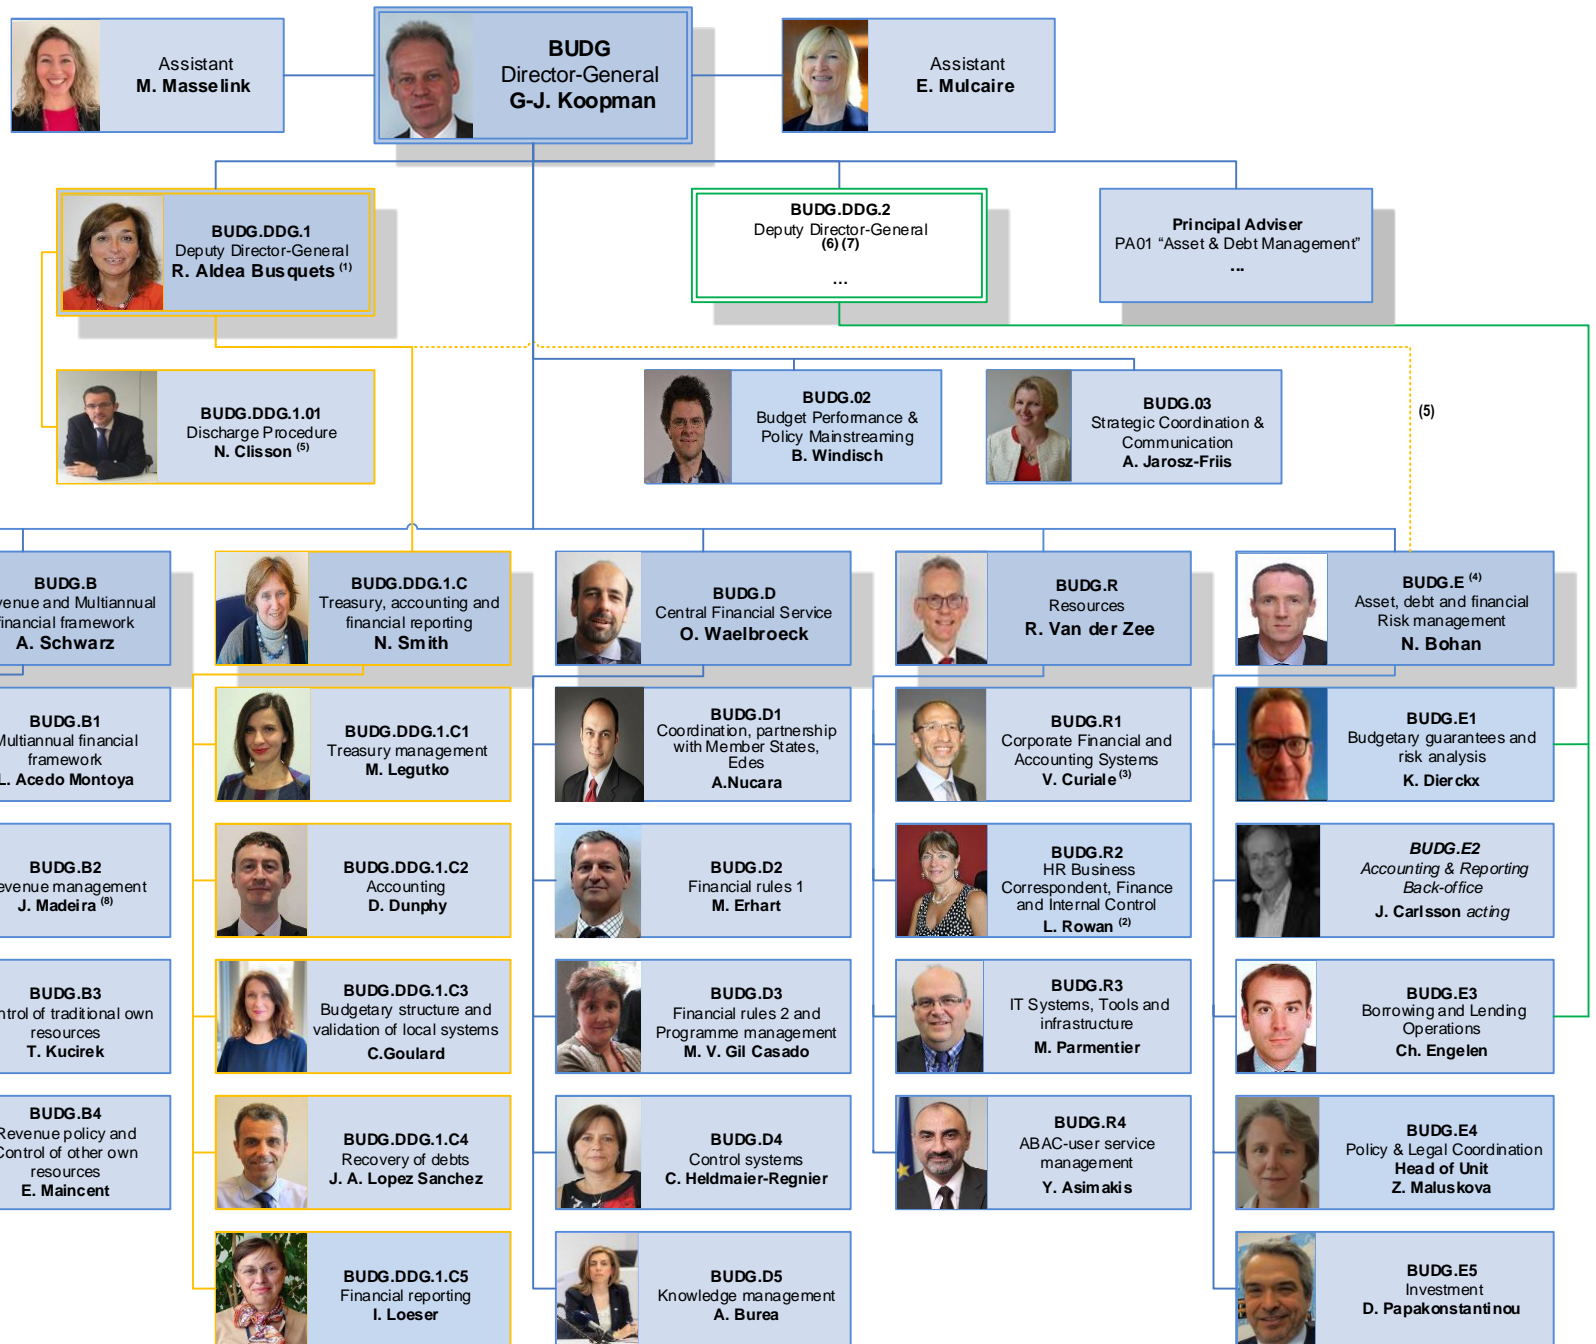 Assistant
M. Masselink
BUDG
Director-General
G-J. Koopman
Assistant
E. Mulcaire
BUDG.DDG.1
Deputy Director-General
R. Aldea Busquets (1)
BUDG.DDG.2
Deputy Director-General
(6) (7)
...
Principal Adviser
PA01 “Asset & Debt Management”
...
BUDG.DDG.1.01
Discharge Procedure
N. Clisson (5)
BUDG.02
Budget Performance &
Policy Mainstreaming
B. Windisch
BUDG.03
Strategic Coordination &
Communication
A. Jarosz-Friis
(5)
BUDG.B
and Multiannual
financial framework
A. Schwarz
BUDG.DDG.1.C
Treasury, accounting and
financial reporting
N. Smith
BUDG.D
Central Financial Service
O. Waelbroeck
BUDG.R
Resources
R. Van der Zee
BUDG.E (4)
Asset, debt and financial
Risk management
N. Bohan
BUDG.B1
Multiannual financial
framework
L. Acedo Montoya
BUDG.DDG.1.C1
Treasury management
M. Legutko
BUDG.D1
Coordination, partnership
with Member States,
Edes
A.Nucara
BUDG.R1
Corporate Financial and
Accounting Systems
V. Curiale (3)
BUDG.E1
Budgetary guarantees and
risk analysis
K. Dierckx
BUDG.B2
management
J. Madeira (8)
BUDG.DDG.1.C2
Accounting
D. Dunphy
BUDG.D2
Financial rules 1
M. Erhart
BUDG.R2
HR Business
Correspondent, Finance
and Internal Control
L. Rowan (2)
BUDG.E2
Accounting & Reporting
Back-office
J. Carlsson acting
BUDG.B3
of traditional own
resources
T. Kucirek
BUDG.DDG.1.C3
Budgetary structure and
validation of local systems
C.Goulard
BUDG.D3
Financial rules 2 and
Programme management
M. V. Gil Casado
BUDG.R3
IT Systems, Tools and
infrastructure
M. Parmentier
BUDG.E3
Borrowing and Lending
Operations
Ch. Engelen
BUDG.B4
Revenue policy and
Control of other own
resources
E. Maincent
BUDG.DDG.1.C4
Recovery of debts
J. A. Lopez Sanchez
BUDG.D4
Control systems
C. Heldmaier-Regnier
BUDG.R4
ABAC-user service
management
Y. Asimakis
BUDG.E4
Policy & Legal Coordination
Head of Unit
Z. Maluskova
BUDG.DDG.1.C5
Financial reporting
I. Loeser
BUDG.D5
Knowledge management
A. Burea
BUDG.E5
Investment
D. Papakonstantinou